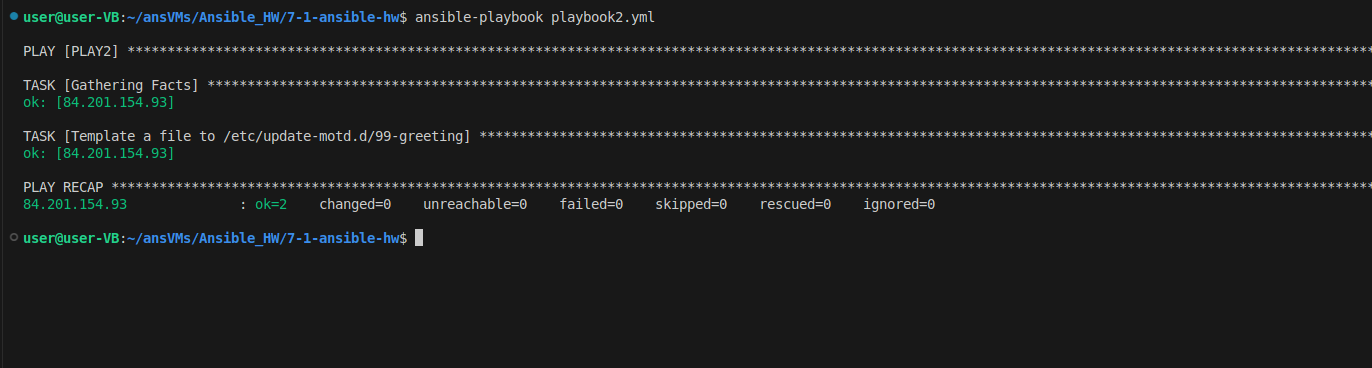 user@user-VB:~/ansVMs/Ansible_HW/7-1-ansible-hw$ ansible-playbook playbook2.yml
PLAY [PLAY2] ************************************************************************************************************************************************************
TASK [Gathering Facts] **************************************************************************************************************************************************
ok: [84.201.154.93]
TASK [Template a file to /etc/update-motd.d/99-greeting] ****************************************************************************************************************
ok: [84.201.154.93]
PLAY RECAP **************************************************************************************************************************************************************
84.201.154.93              : ok=2    changed=0    unreachable=0    failed=0    skipped=0    rescued=0    ignored=0
user@user-VB:~/ansVMs/Ansible_HW/7-1-ansible-hw$